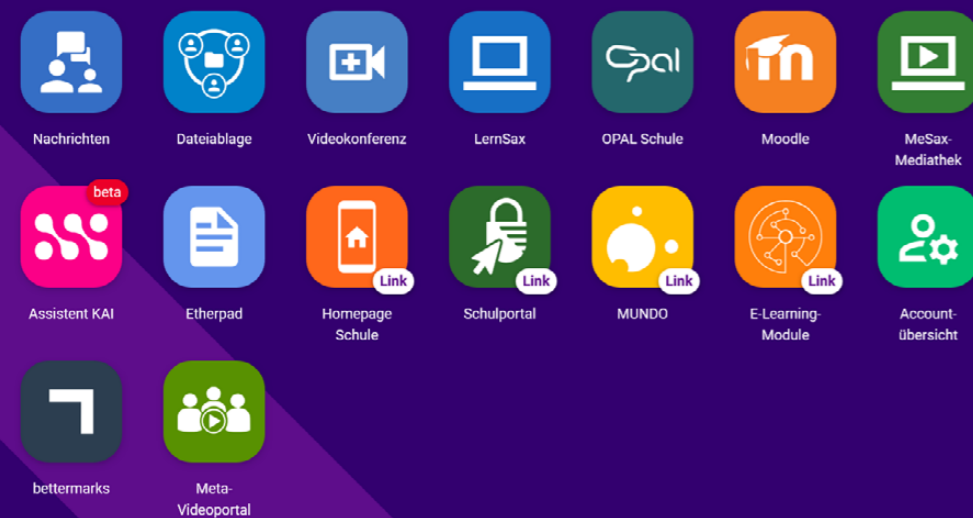 Opal
m
Nachrichten
Dateiablage
Videokonferenz
LernSax
OPAL Schule
Moodle
MeSax-
Mediathek
beta
Link
Link
Link
Link
Assistent KAI
Etherpad
Homepage
Schule
Schulportal
MUNDO
E-Learning-
Module
Account-
übersicht
bettermarks
Meta-
Videoportal